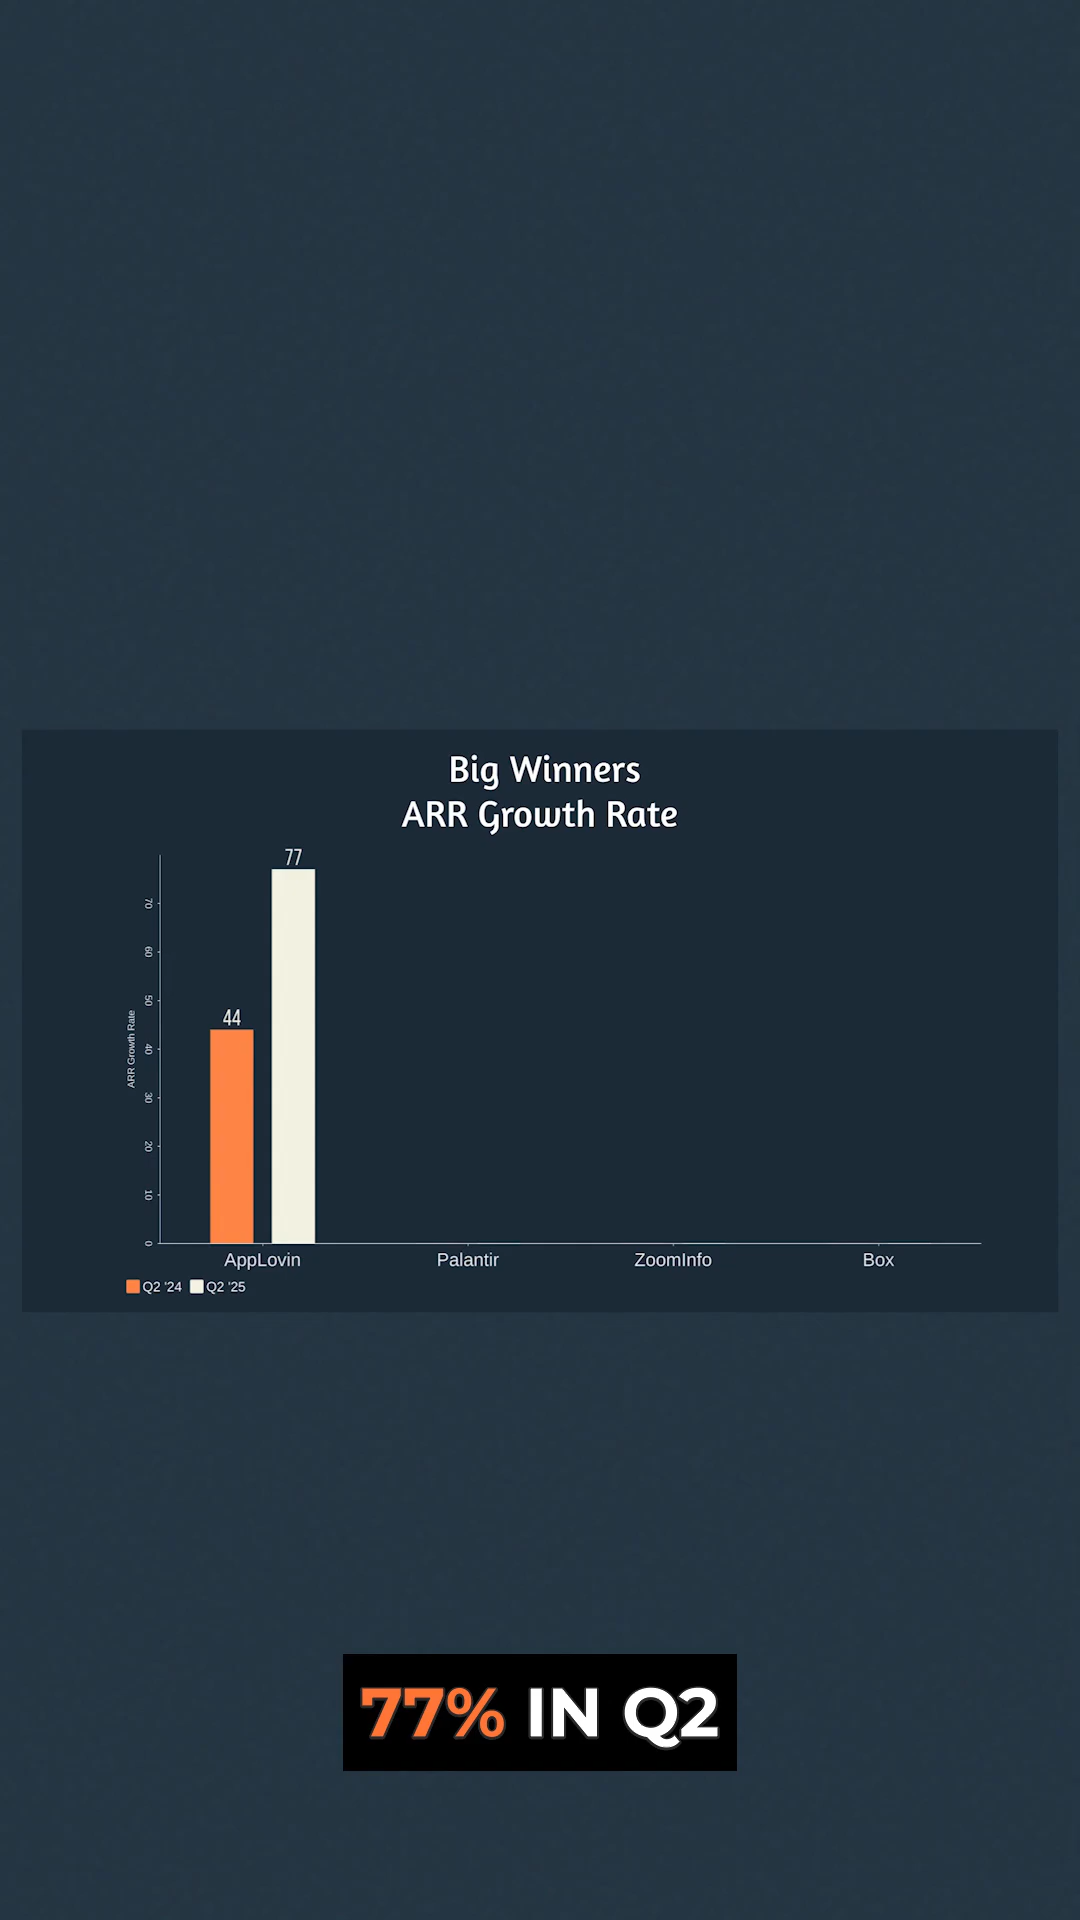 Big Winners
ARR Growth Rate
77
44
70
60
50
40
30
20
10
0
ARR Growth Rate
AppLovin
Palantir
ZoomInfo
Box
Q2 '24
Q2 '25
77% IN Q2